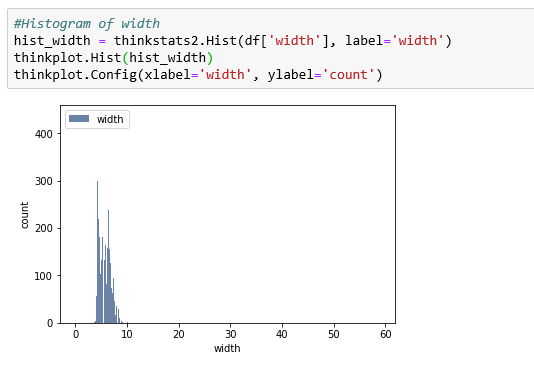 #Histogram of width
hist_width = thinkstats2.Hist(df['width'], label='width')
thinkplot.Hist(hist_width)
thinkplot.Config(xlabel='width', ylabel='count')
width
400
300
200
100
0
count
0 10 20 30 40 50 60
width